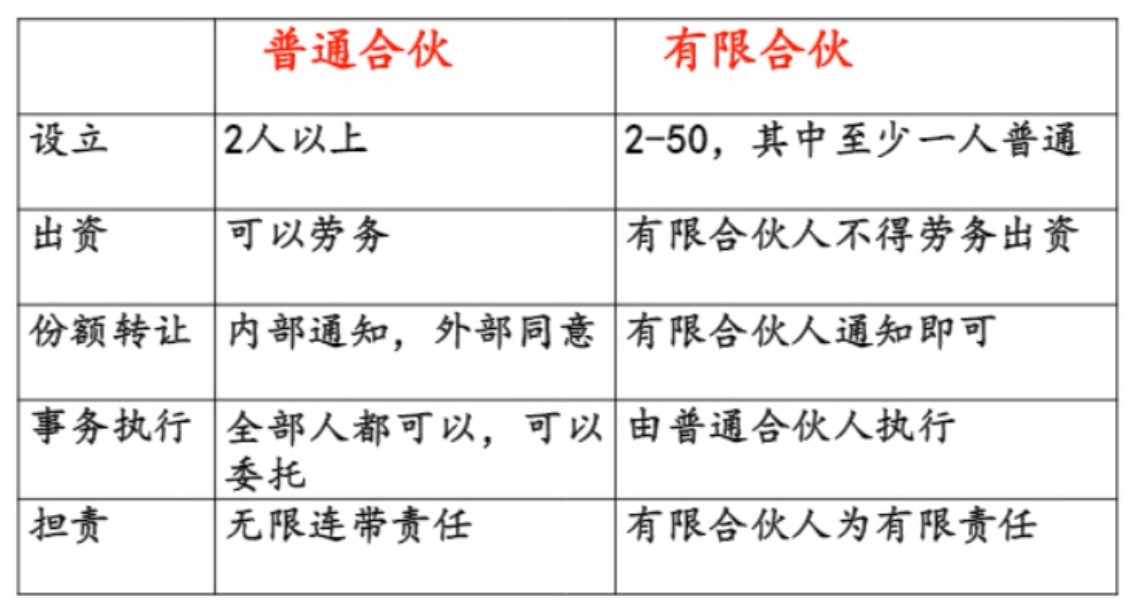 普通合伙 有限合伙
设立 2人以上 2-50，其中至少一人普通
出资 可以劳务 有限合伙人不得劳务出资
份额转让 内部通知，外部同意 有限合伙人通知即可
事务执行 全部人都可以，可以 由普通合伙人执行
委托
担责 无限连带责任 有限合伙人为有限责任